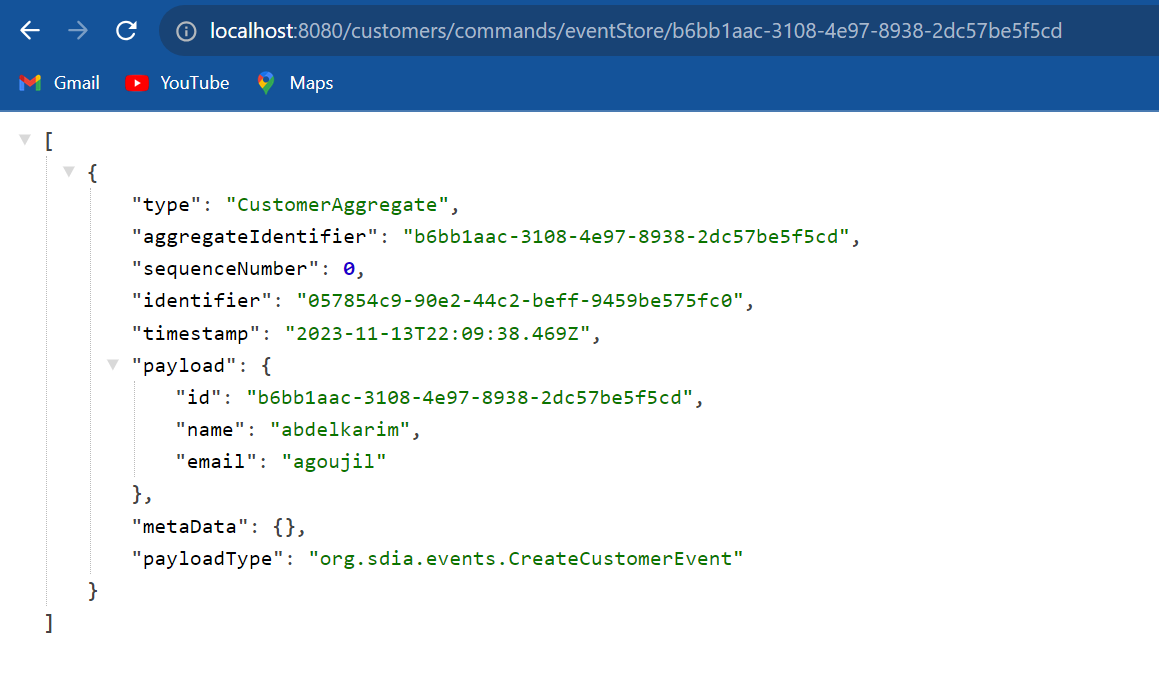 localhost:8080/customers/commands/eventStore/b6bb1aac-3108-4e97-8938-2dc57be5f5cd
Gmail YouTube Maps
[
{
"type": "CustomerAggregate",
"aggregateIdentifier": "b6bb1aac-3108-4e97-8938-2dc57be5f5cd",
"sequenceNumber": 0,
"identifier": "057854c9-90e2-44c2-beff-9459be575fc0",
"timestamp": "2023-11-13T22:09:38.469Z",
"payload": {
"id": "b6bb1aac-3108-4e97-8938-2dc57be5f5cd",
"name": "abdelkarim",
"email": "agoujil"
},
"metaData": {},
"payloadType": "org.sdia.events.CreateCustomerEvent"
}
]